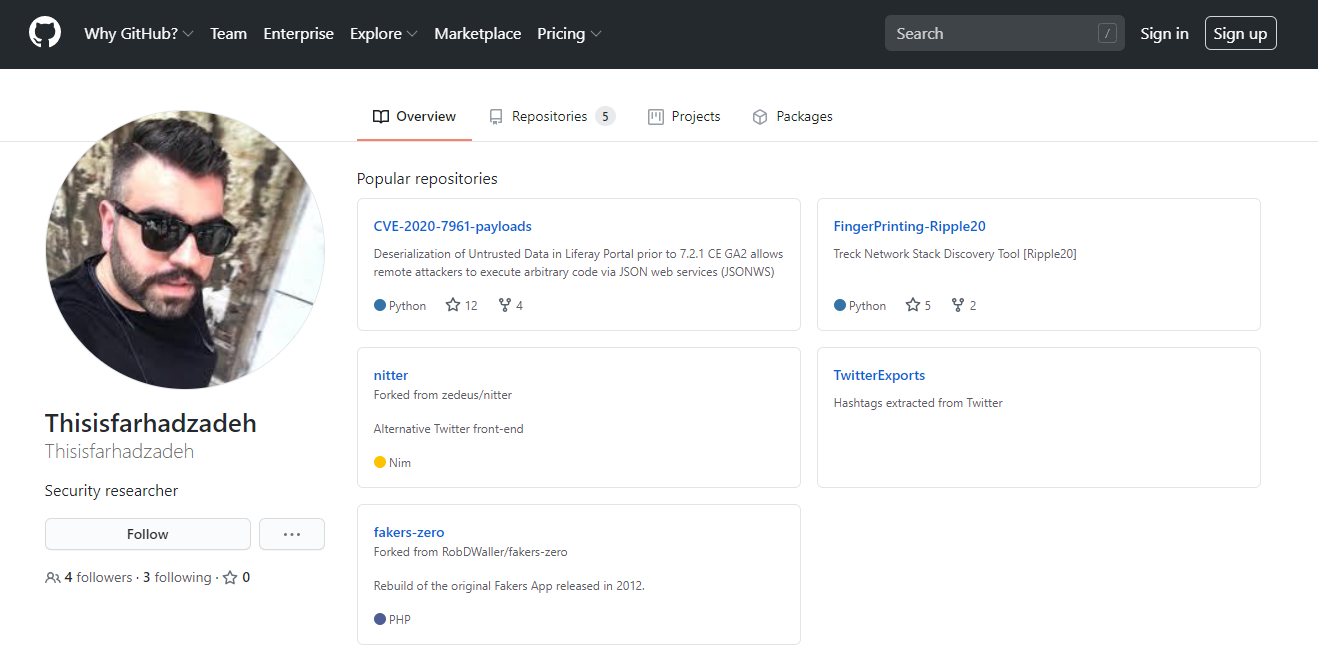 Why GitHub? Team Enterprise Explore Marketplace Pricing Search / Sign in Sign up
Overview Repositories 5 Projects Packages
Popular repositories
CVE-2020-7961-payloads
Deserialization of Untrusted Data in Liferay Portal prior to 7.2.1 CE GA2 allows
remote attackers to execute arbitrary code via JSON web services (JSONWS)
Python 12 4
FingerPrinting-Ripple20
Treck Network Stack Discovery Tool [Ripple20]
Python 5 2
nitter
Forked from zedeus/nitter
Alternative Twitter front-end
Nim
TwitterExports
Hashtags extracted from Twitter
fakers-zero
Forked from RobDWaller/fakers-zero
Rebuild of the original Fakers App released in 2012.
PHP
Thisisfarhadzadeh
Thisisfarhadzadeh
Security researcher
Follow ...
4 followers · 3 following · 0